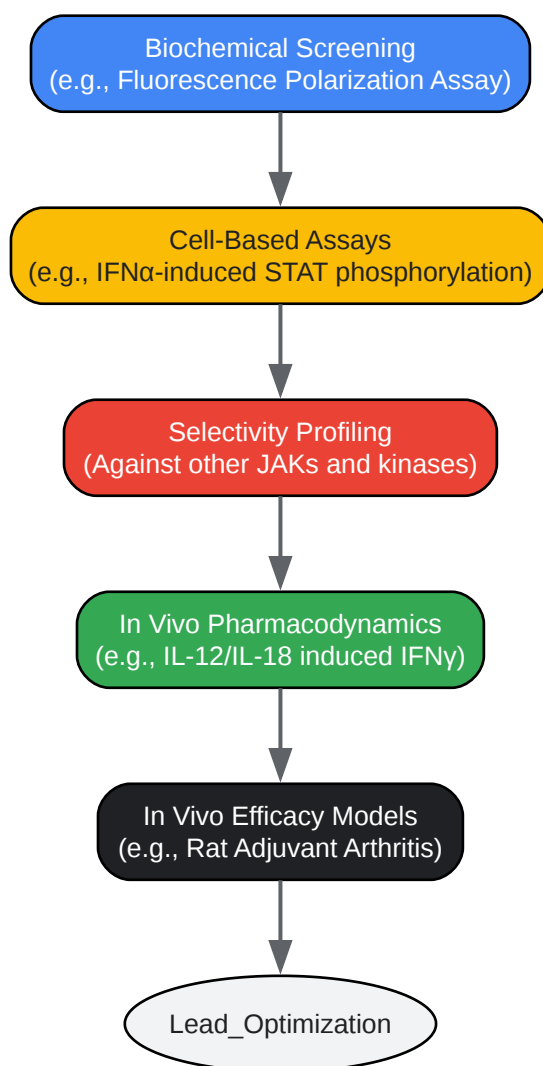 Biochemical Screening
(e.g., Fluorescence Polarization Assay)
Cell-Based Assays
(e.g., IFNα-induced STAT phosphorylation)
Selectivity Profiling
(Against other JAKs and kinases)
In Vivo Pharmacodynamics
(e.g., IL-12/IL-18 induced IFNγ)
In Vivo Efficacy Models
(e.g., Rat Adjuvant Arthritis)
Lead_Optimization